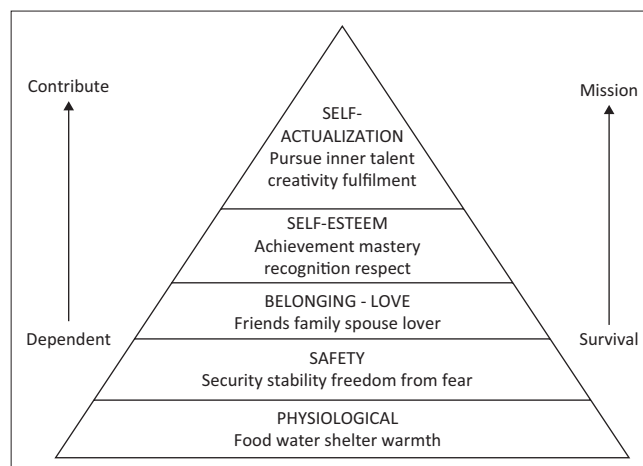 Contribute
Mission
SELF-
ACTUALIZATION
Pursue inner talent
creativity fulfilment
SELF-ESTEEM
Achievement mastery
recognition respect
BELONGING - LOVE
Friends family spouse lover
Dependent
Survival
SAFETY
Security stability freedom from fear
PHYSIOLOGICAL
Food water shelter warmth